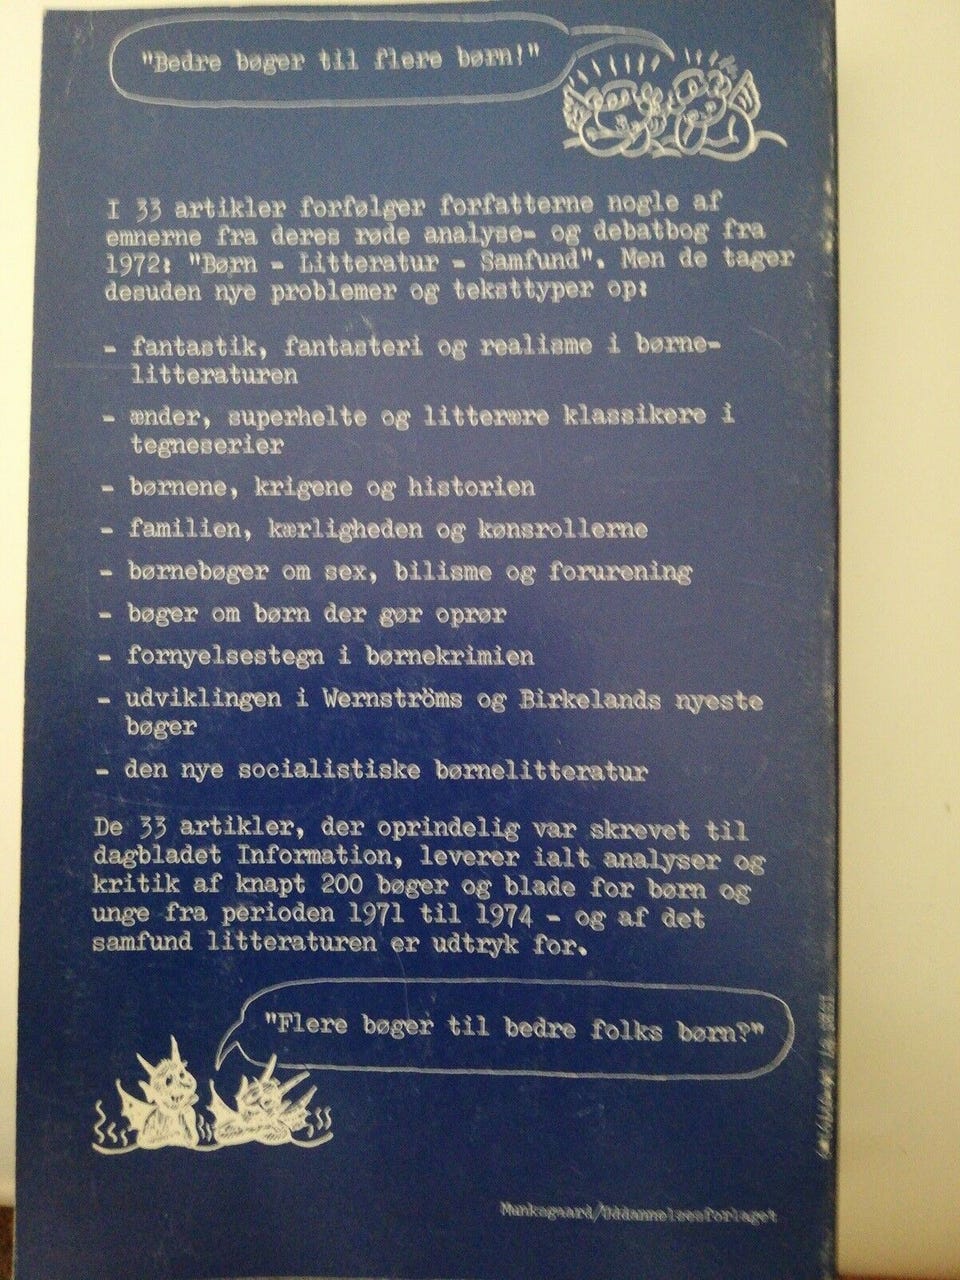 "Bedre bøger til flere børn!"
I 33 artikler forfølger forfatterne nogle af
emnerne fra deres røde analyse- og debatbog fra
1972: "Børn - Litteratur - Samfund". Men de tager
desuden nye problemer og teksttyper op:
- fantastik, fantasteri og realisme i børne-
litteraturen
- ænder, superhelte og litterære klassikere i
tegneserier
- børnene, krigene og historien
- familien, kærligheden og kønsrollerne
- børnebøger om sex, bilisme og forurening
- bøger om børn der gør oprør
- fornyelsestegn i børnekrimien
- udviklingen i Wernströms og Birkelands nyeste
bøger
- den nye socialistiske børnelitteratur
De 33 artikler, der oprindelig var skrevet til
dagbladet Information, leverer ialt analyser og
kritik af knapt 200 bøger og blade for børn og
unge fra perioden 1971 til 1974 - og af det
samfund litteraturen er udtryk for.
"Flere bøger til bedre folks børn?"
Munksgaard/Uddannelsesforlaget